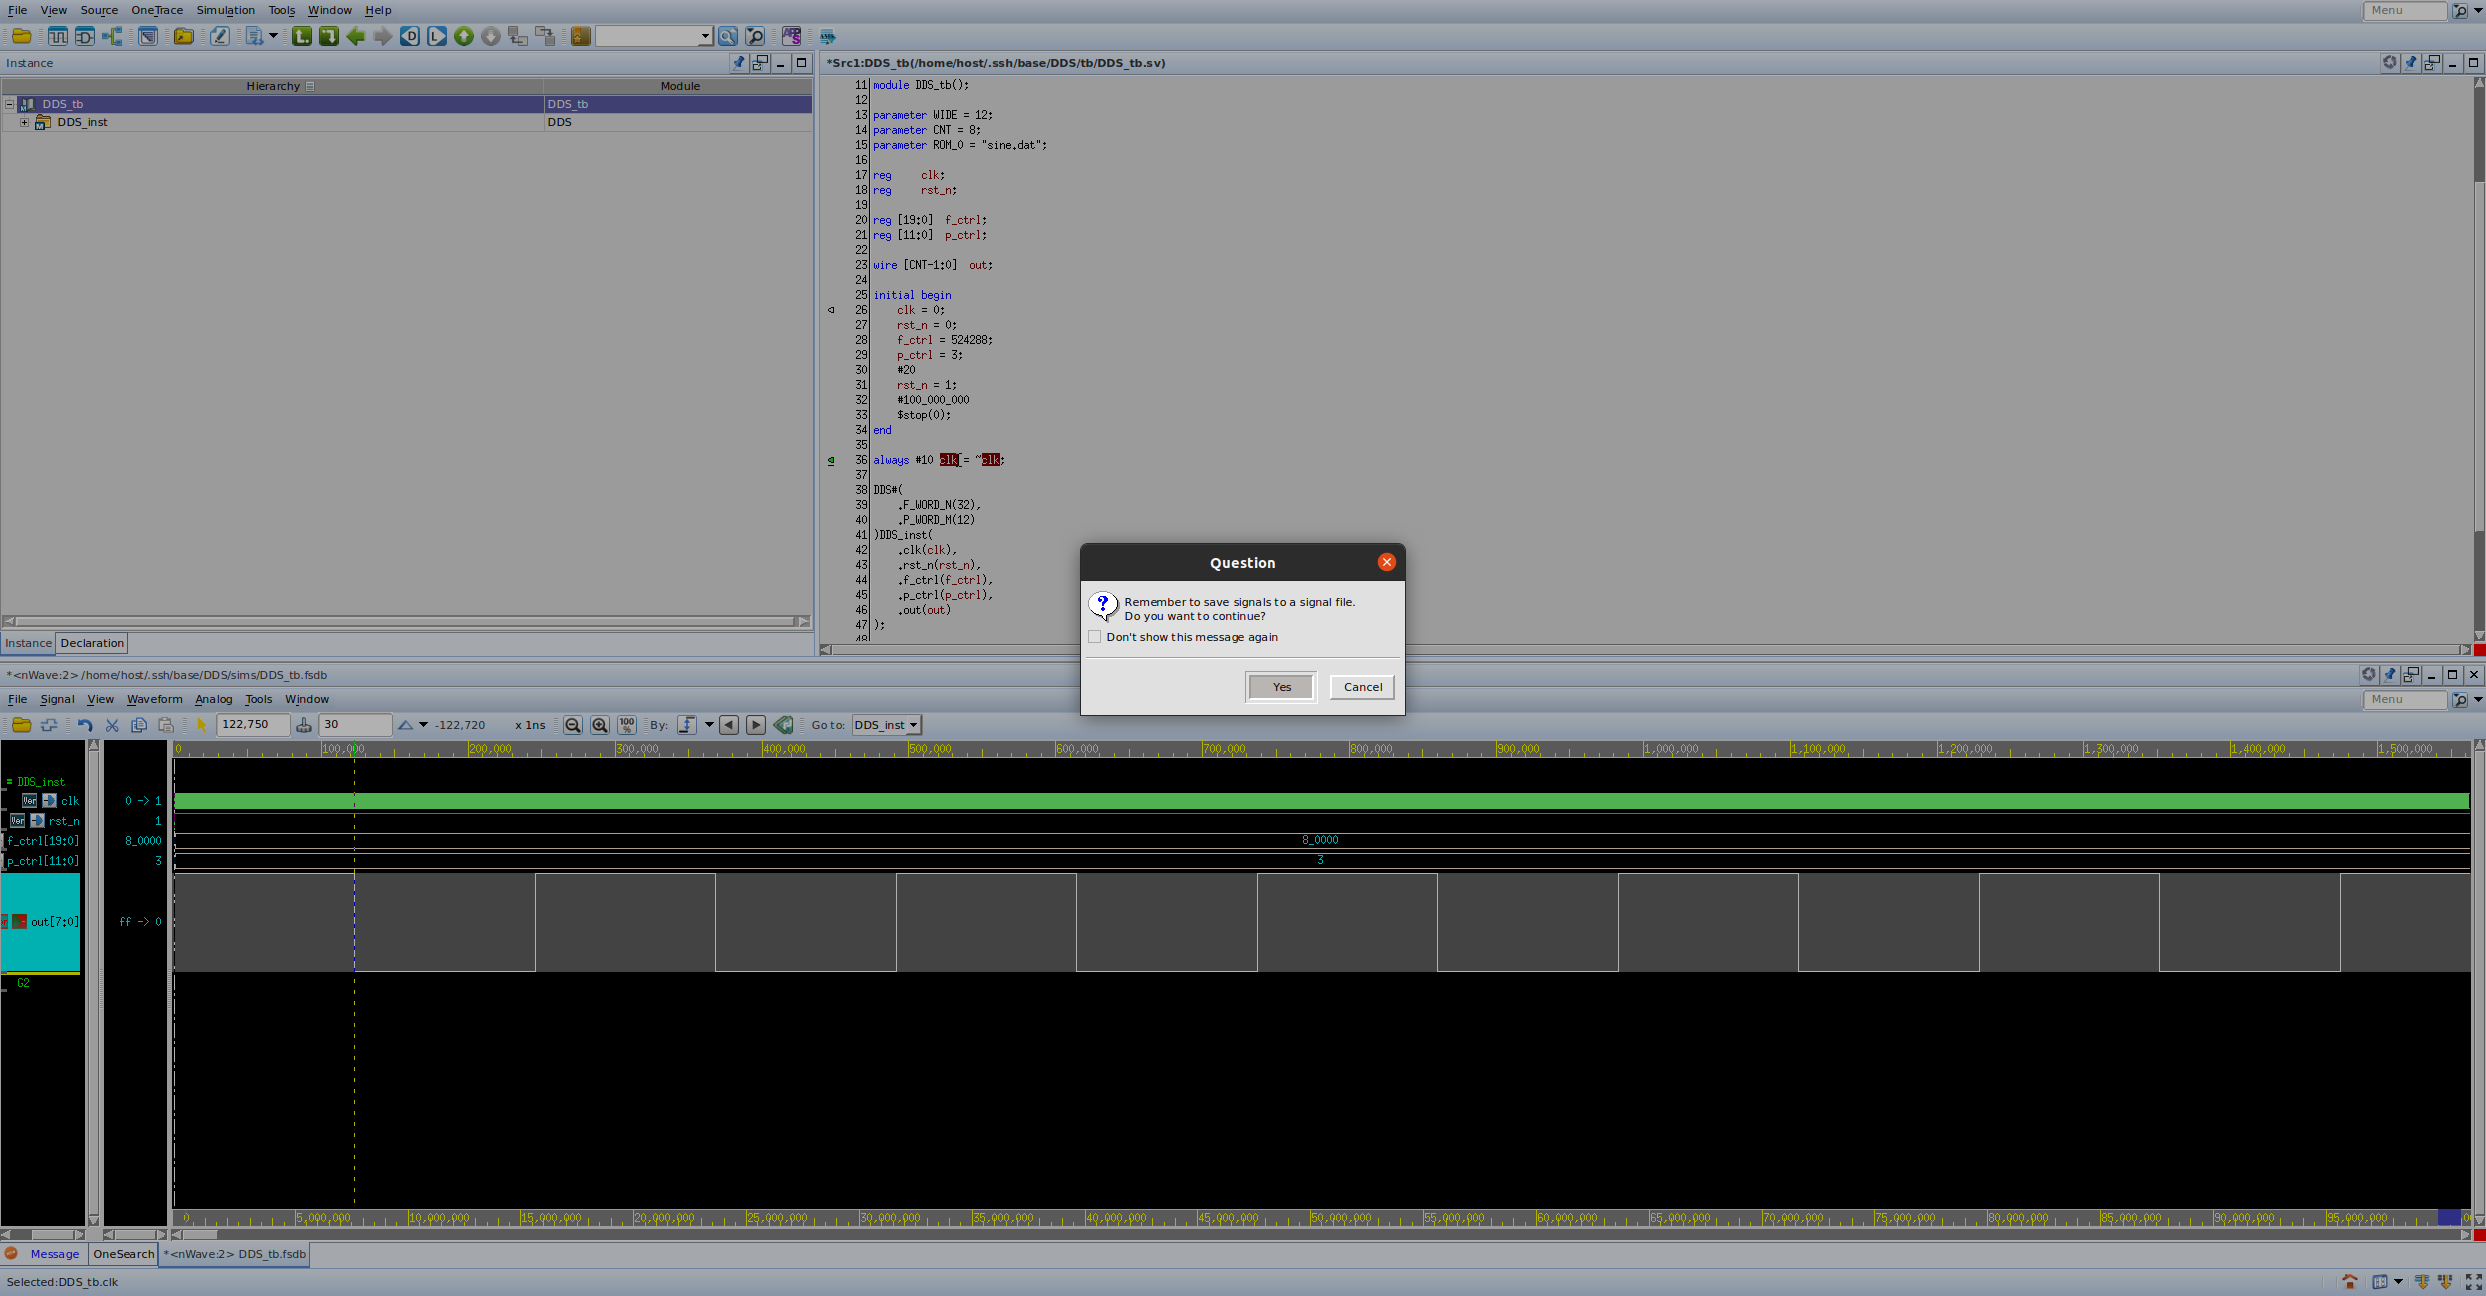 File View Source OneTrace Simulation Tools Window Help Menu
Instance
Hierarchy Module
DDS_tb DDS_tb
DDS_inst DDS
Instance Declaration
*Src1:DDS_tb(/home/host/.ssh/base/DDS/tb/DDS_tb.sv)
11 module DDS_tb();
12
13 parameter WIDE = 12;
14 parameter CNT = 8;
15 parameter ROM_0 = "sine.dat";
16
17 reg clk;
18 reg rst_n;
19
20 reg [19:0] f_ctrl;
21 reg [11:0] p_ctrl;
22
23 wire [CNT-1:0] out;
24
25 initial begin
26 clk = 0;
27 rst_n = 0;
28 f_ctrl = 524288;
29 p_ctrl = 3;
30 #20
31 rst_n = 1;
32 #100_000_000
33 $stop(0);
34 end
35
36 always #10 clk = ~clk;
37
38 DDS#(
39 .F_WORD_N(32),
40 .P_WORD_M(12)
41 )DDS_inst(
42 .clk(clk),
43 .rst_n(rst_n),
44 .f_ctrl(f_ctrl),
45 .p_ctrl(p_ctrl),
46 .out(out)
47 );
48
Question
Remember to save signals to a signal file.
Do you want to continue?
Don't show this message again
Yes Cancel
*<nWave:2> /home/host/.ssh/base/DDS/sims/DDS_tb.fsdb
File Signal View Waveform Analog Tools Window Menu
122,750 30 -122,720 x 1ns 100 % By: Go to: DDS_inst
0 100,000 200,000 300,000 400,000 500,000 600,000 700,000 800,000 900,000 1,000,000 1,100,000 1,200,000 1,300,000 1,400,000 1,500,000
= DDS_inst
Ver clk 0 -> 1
Ver rst_n 1
f_ctrl[19:0] 8_0000 8_0000
p_ctrl[11:0] 3 3
out[7:0] ff -> 0
G2
0 5,000,000 10,000,000 15,000,000 20,000,000 25,000,000 30,000,000 35,000,000 40,000,000 45,000,000 50,000,000 55,000,000 60,000,000 65,000,000 70,000,000 75,000,000 80,000,000 85,000,000 90,000,000 95,000,000
Message OneSearch *<nWave:2> DDS_tb.fsdb
Selected:DDS_tb.clk